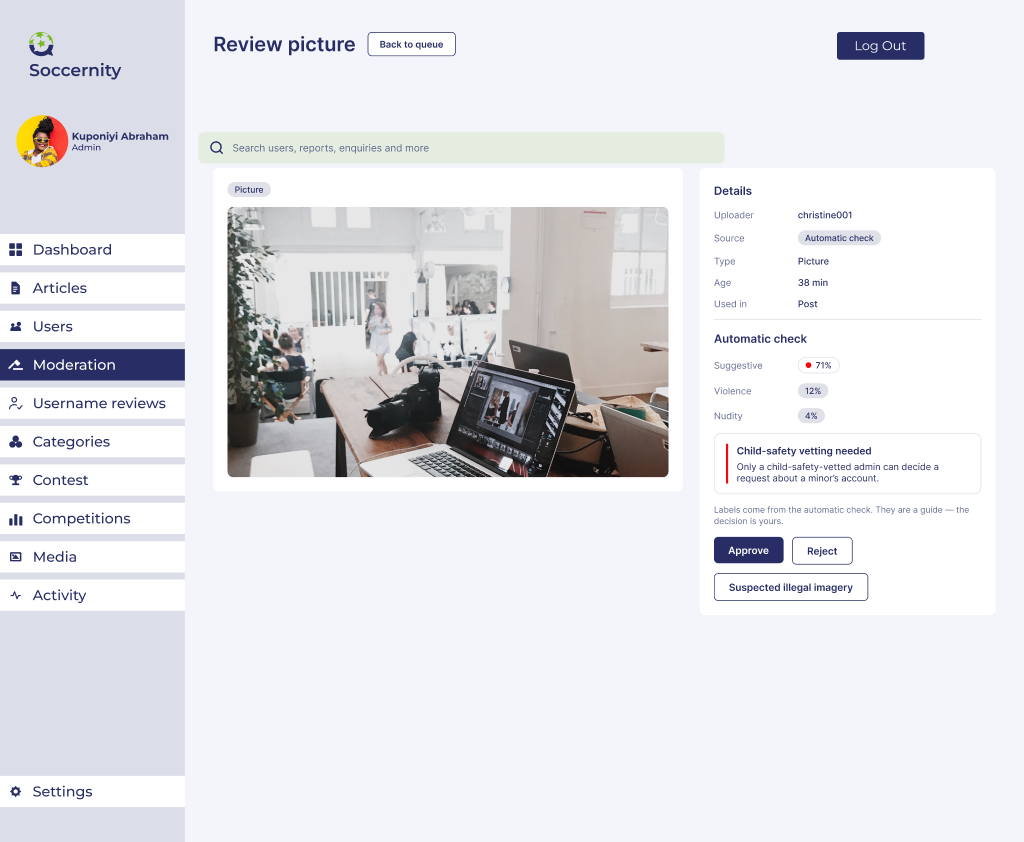 Soccernity
Kuponiyi Abraham
Admin
Dashboard
Articles
Users
Moderation
Username reviews
Categories
Contest
Competitions
Media
Activity
Settings
Review picture
Back to queue
Log Out
Search users, reports, enquiries and more
Picture
Details
Uploader christine001
Source Automatic check
Type Picture
Age 38 min
Used in Post
Automatic check
Suggestive 71%
Violence 12%
Nudity 4%
Child-safety vetting needed
Only a child-safety-vetted admin can decide a
request about a minor's account.
Labels come from the automatic check. They are a guide — the
decision is yours.
Approve
Reject
Suspected illegal imagery